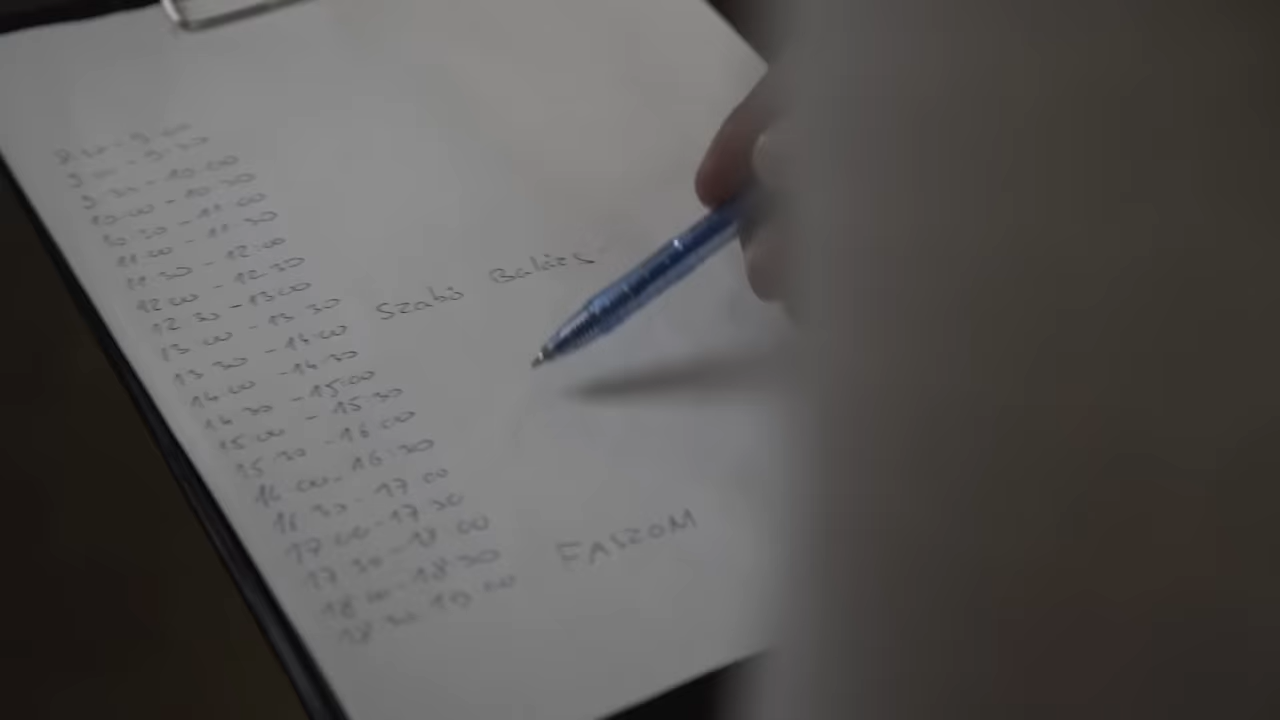 8:30 - 9:00
9:00 - 9:30
9:30 - 10:00
10:00 - 10:30
10:30 - 11:00
11:00 - 11:30
11:30 - 12:00
12:00 - 12:30
12:30 - 13:00
13:00 - 13:30
13:30 - 14:00 Szabó Balázs
14:00 - 14:30
14:30 - 15:00
15:00 - 15:30
15:30 - 16:00
16:00 - 16:30
16:30 - 17:00
17:00 - 17:30
17:30 - 18:00
18:00 - 18:30
18:30 - 19:00 FASZOM